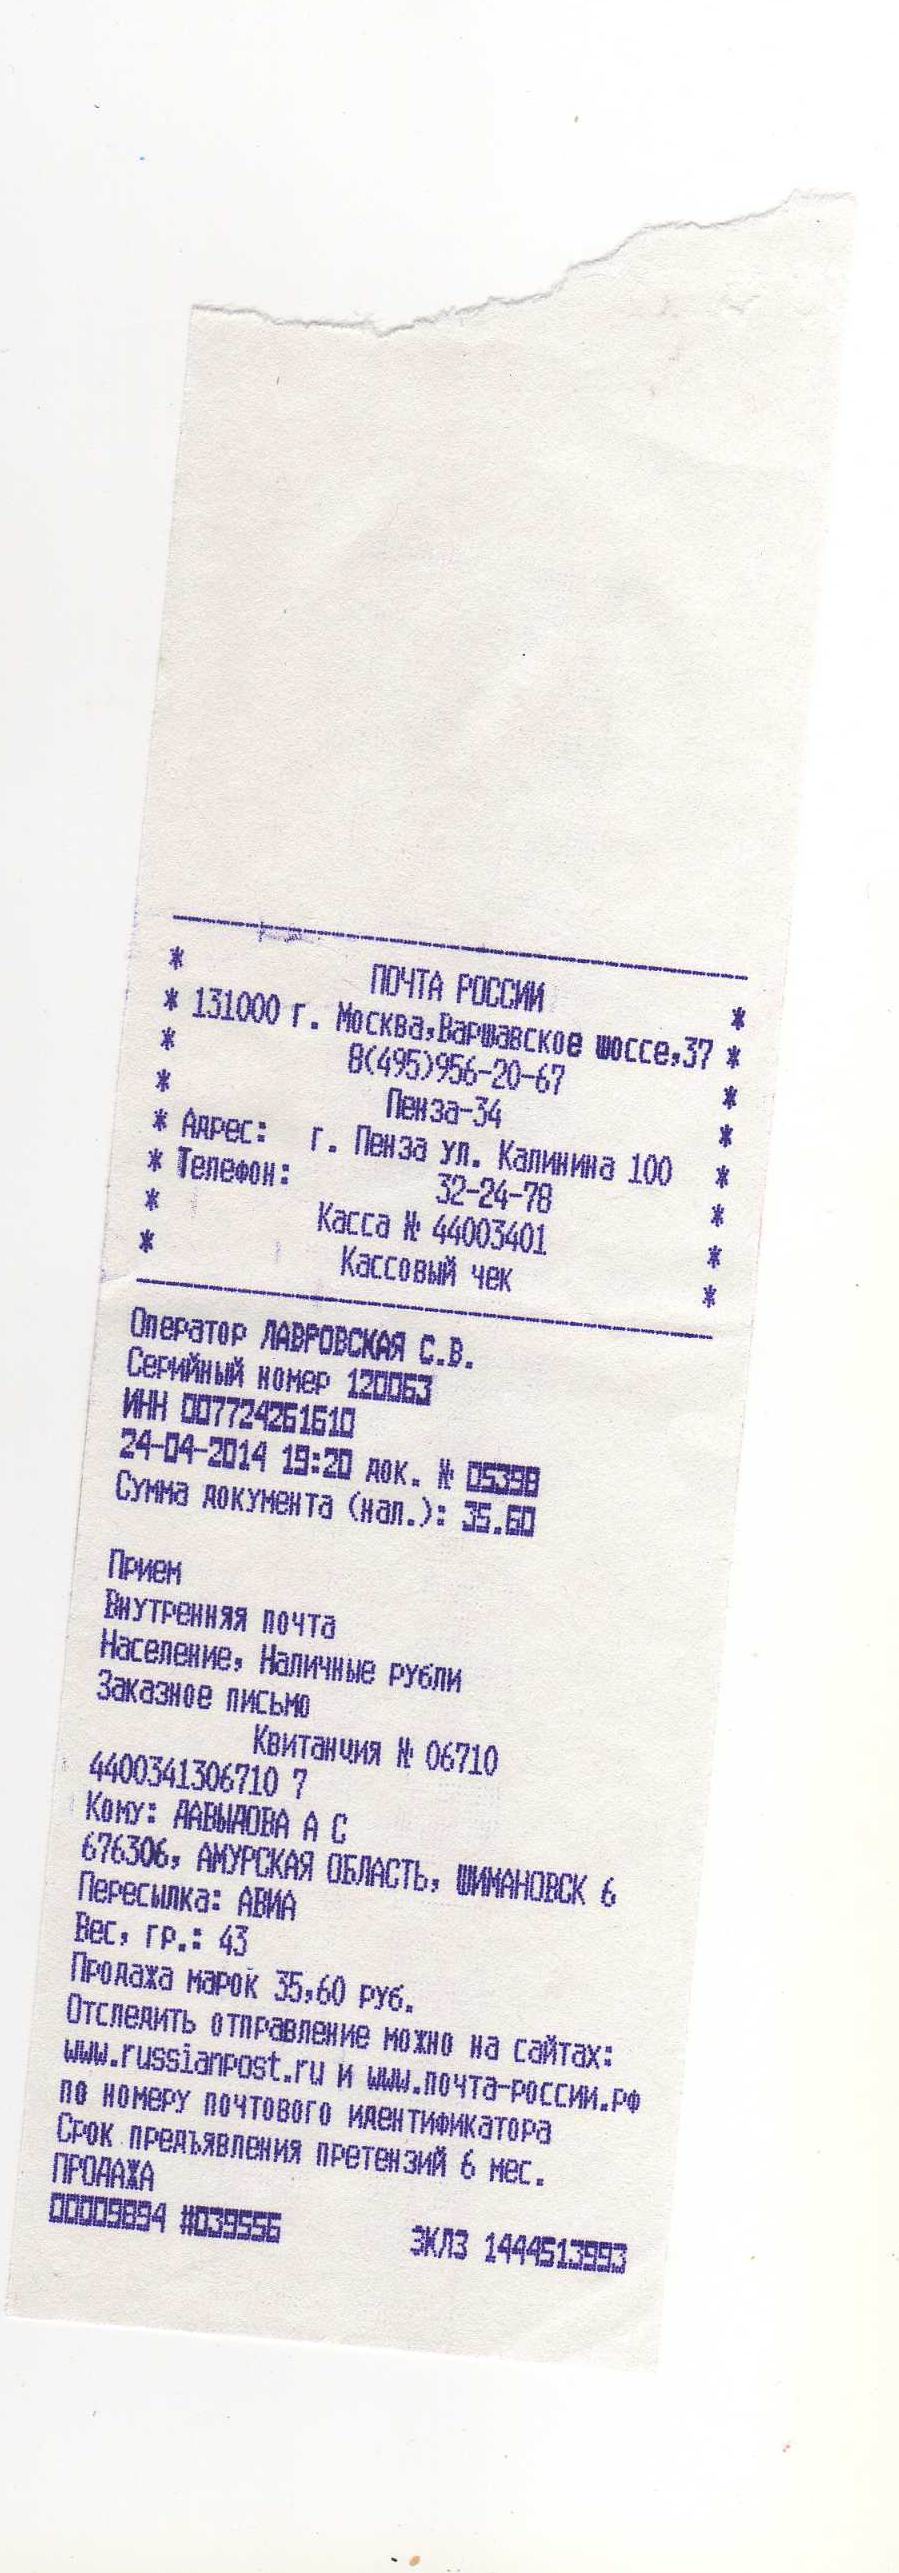 * ПОЧТА РОССИИ *
* 131000 г. Москва,Варшавское шоссе,37 *
* 8(495)956-20-67 *
* Пенза-34 *
* Адрес: г. Пенза ул. Калинина 100 *
* Телефон: 32-24-78 *
* Касса № 44003401 *
* Кассовый чек *
Оператор ЛАВРОВСКАЯ С.В.
Серийный номер 120063
ИНН 007724261610
24-04-2014 19:20 док. № 05398
Сумма документа (нал.): 35.60
Прием
Внутренняя почта
Население, Наличные рубли
Заказное письмо
Квитанция № 06710
4400341306710 7
Кому: ДАВЫДОВА А С
676306, АМУРСКАЯ ОБЛАСТЬ, ШИМАНОВСК 6
Пересылка: АВИА
Вес, гр.: 43
Продажа марок 35,60 руб.
Отследить отправление можно на сайтах:
www.russianpost.ru и www.почта-россии.рф
по номеру почтового идентификатора
Срок предъявления претензий 6 мес.
ПРОДАЖА
00009894 #039556 ЭКЛЗ 1444513993